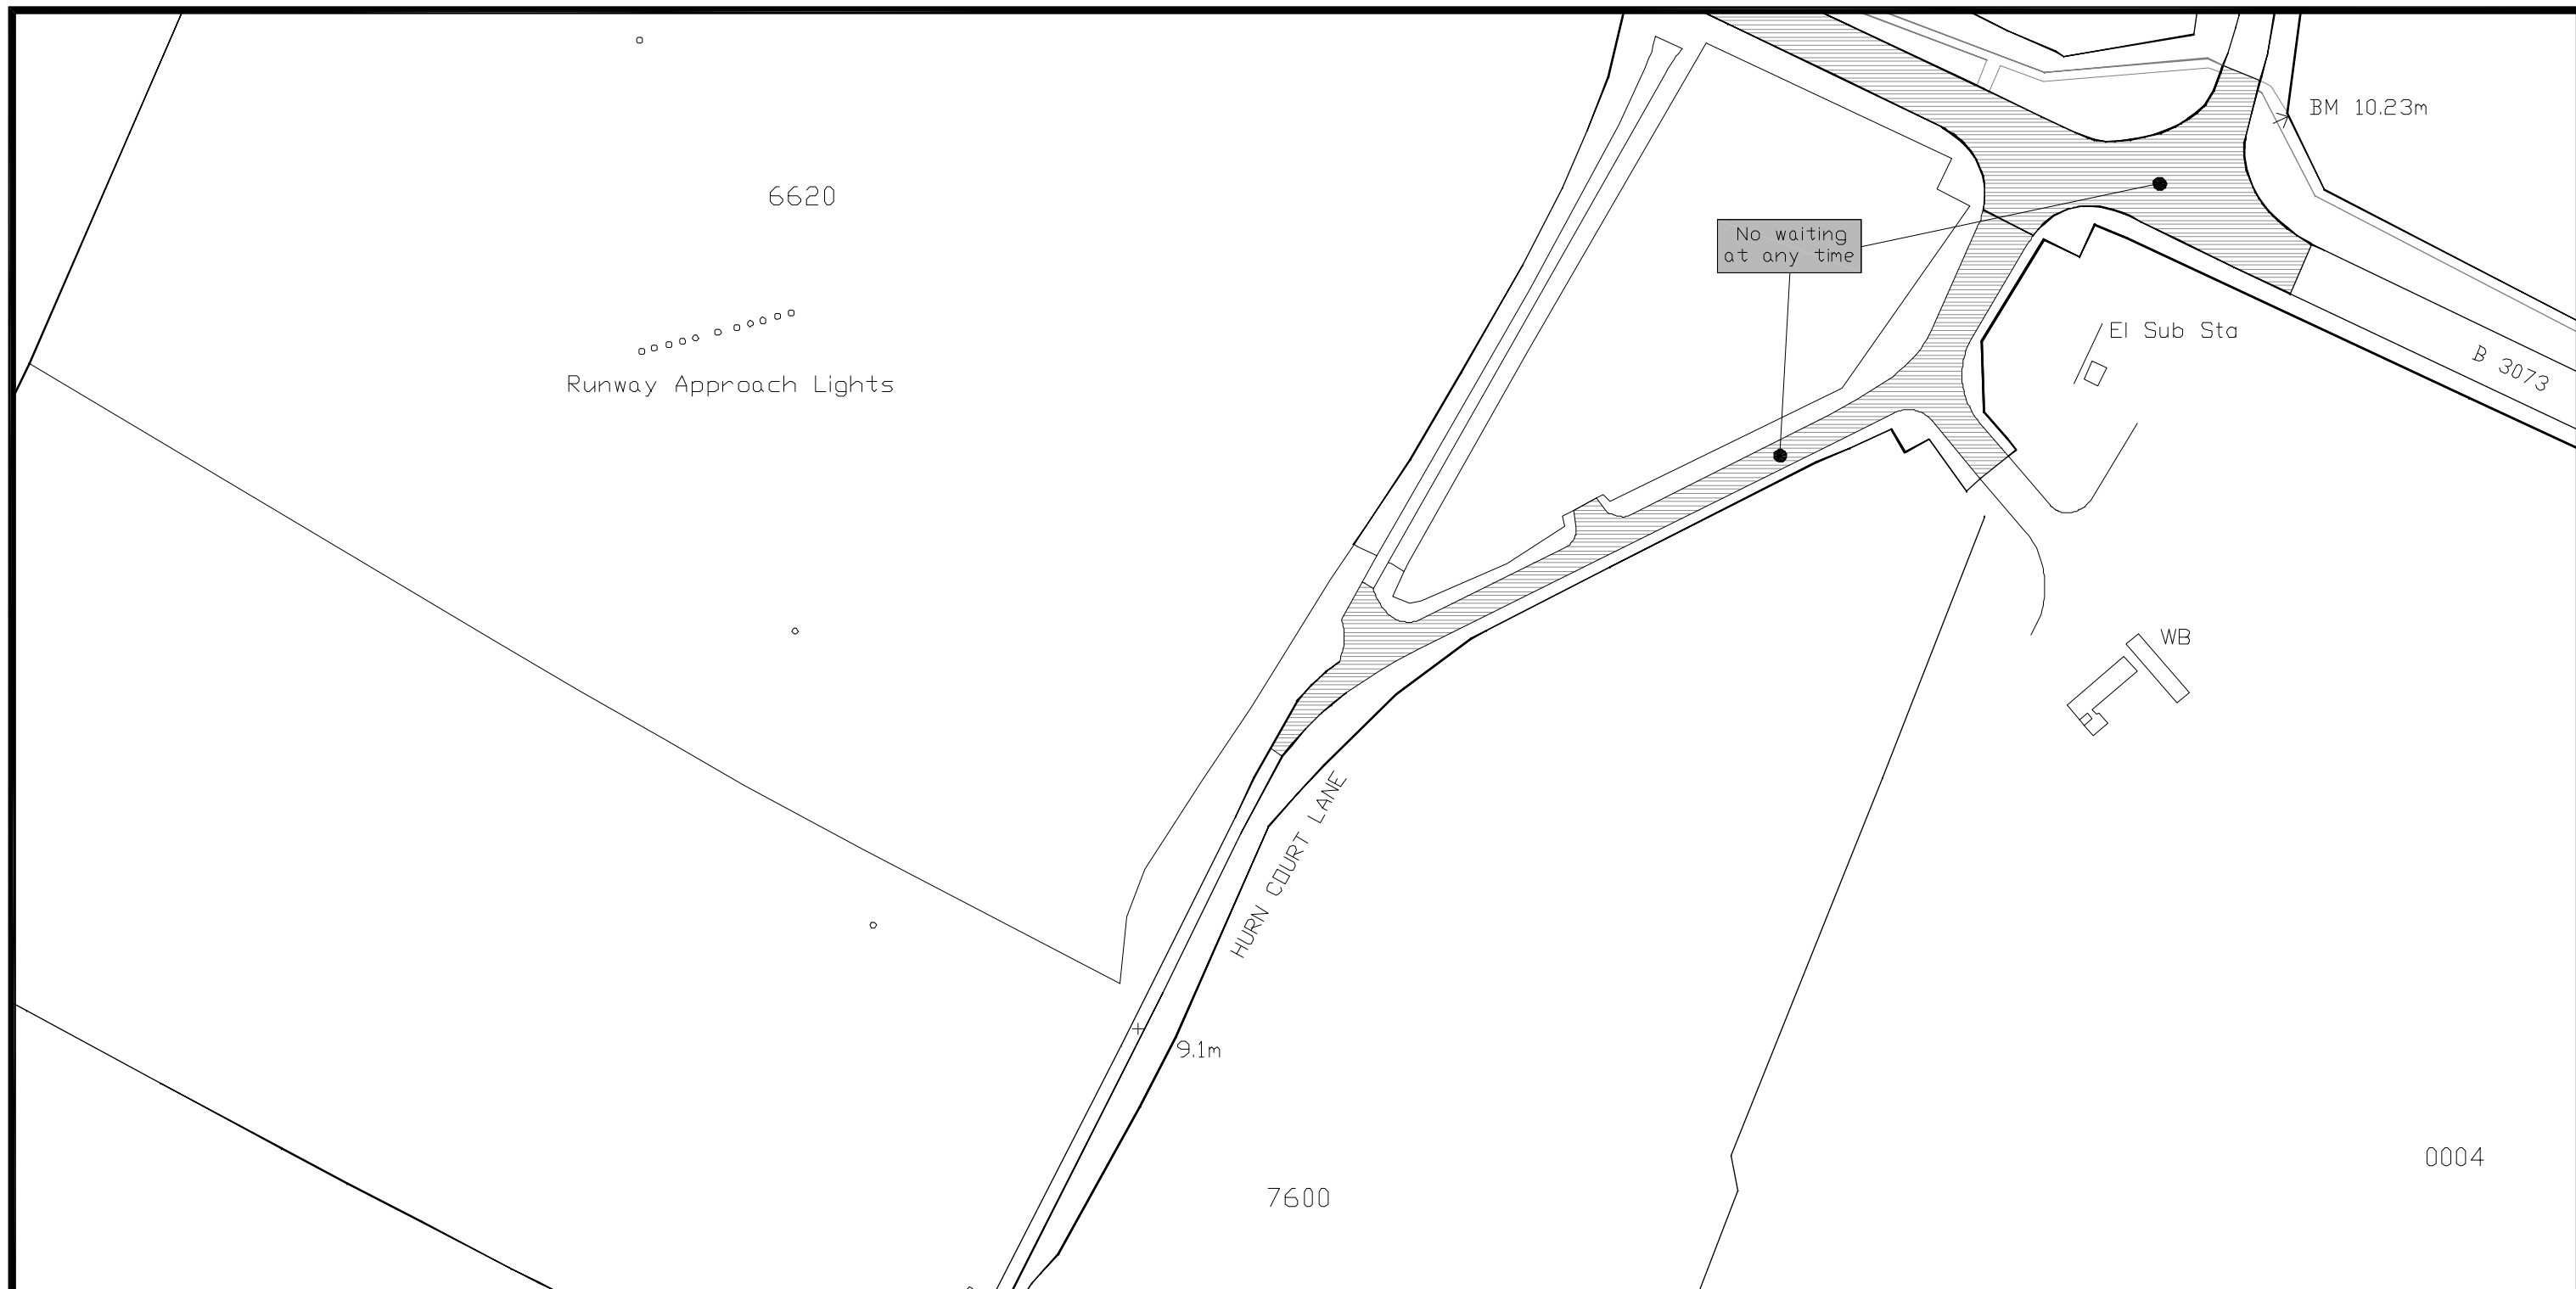 BM 10.23m
6620
No waiting
at any time
El Sub Sta
B 3073
Runway Approach Lights
WB
HURN COURT LANE
9.1m
0004
7600